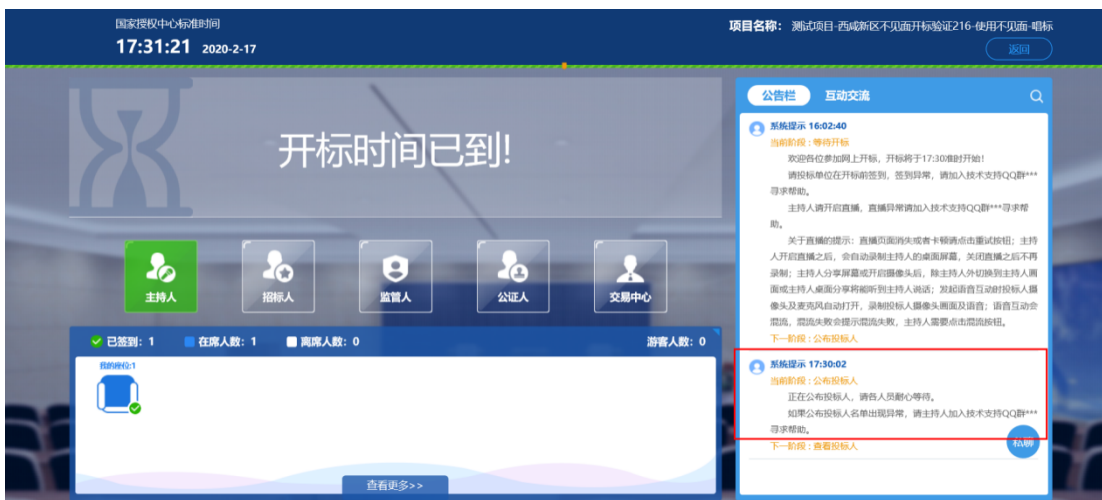 国家授权中心标准时间
17:31:21 2020-2-17
项目名称： 测试项目-西咸新区不见面开标验证216-使用不见面-唱标
返回
开标时间已到!
主持人
招标人
监管人
公证人
交易中心
已签到：1 在席人数：1 离席人数：0 游客人数：0
我的座位:1
查看更多>>
公告栏 互动交流
系统提示 16:02:40
当前阶段 : 等待开标
欢迎各位参加网上开标，开标将于17:30准时开始!
请投标单位在开标前签到，签到异常，请加入技术支持QQ群***
寻求帮助。
主持人请开启直播，直播异常请加入技术支持QQ群***寻求帮
助。
关于直播的提示：直播页面消失或者卡顿请点击重试按钮；主持
人开启直播之后，会自动录制主持人的桌面屏幕，关闭直播之后不再
录制；主持人分享屏幕或开启摄像头后，除主持人外切换到主持人画
面或主持人桌面分享将能听到主持人说话；发起语音互动时投标人摄
像头及麦克风自动打开，录制投标人摄像头画面及语音；语音互动会
混流，混流失败会提示混流失败，主持人需要点击混流按钮。
下一阶段 : 公布投标人
系统提示 17:30:02
当前阶段 : 公布投标人
正在公布投标人，请各人员耐心等待。
如果公布投标人名单出现异常，请主持人加入技术支持QQ群***
寻求帮助。
下一阶段 : 查看投标人
私聊